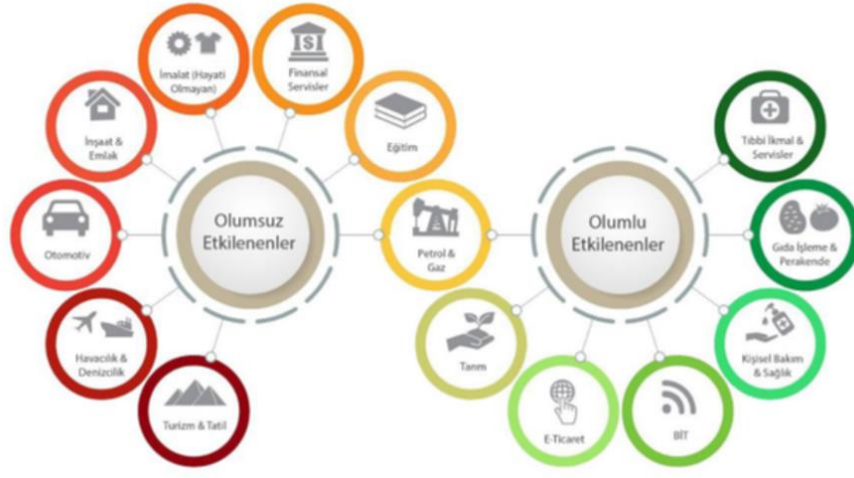 İmalat (Hayati
Olmayan)
Finansal
Servisler
İnşaat &
Emlak
Eğitim
Otomotiv
Olumsuz
Etkilenenler
Petrol &
Gaz
Havacılık &
Denizcilik
Turizm & Tatil
Olumlu
Etkilenenler
Tıbbi İkmal &
Servisler
Gıda İşleme &
Perakende
Kişisel Bakım
& Sağlık
Tarım
E-Ticaret
BİT